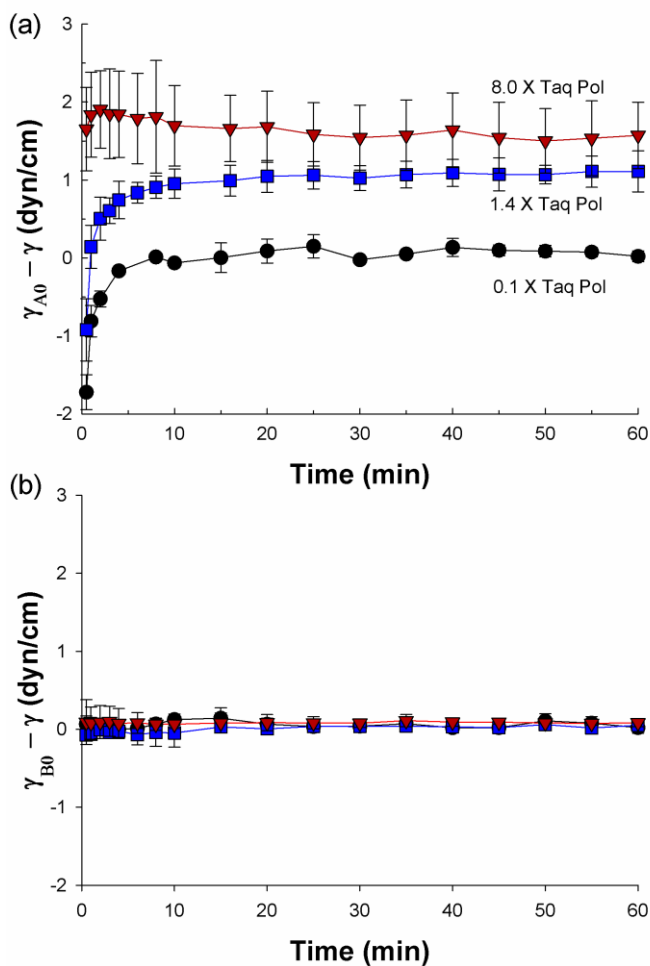 (a)
3
2
1
0
-1
-2
γA0 – γ (dyn/cm)
8.0 X Taq Pol
1.4 X Taq Pol
0.1 X Taq Pol
0 10 20 30 40 50 60
Time (min)
(b)
3
2
1
0
-1
-2
γB0 – γ (dyn/cm)
0 10 20 30 40 50 60
Time (min)